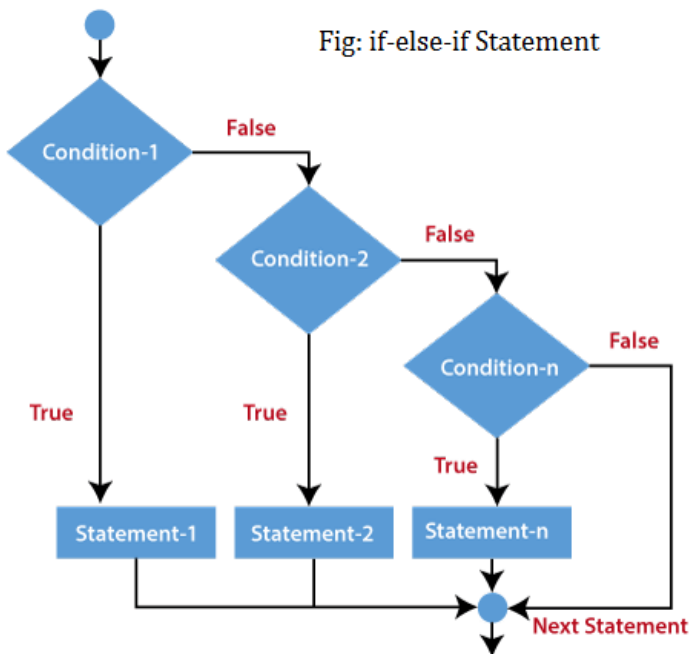 Fig: if-else-if Statement
Condition-1
False
Condition-2
False
Condition-n
False
True
True
True
Statement-1
Statement-2
Statement-n
Next Statement